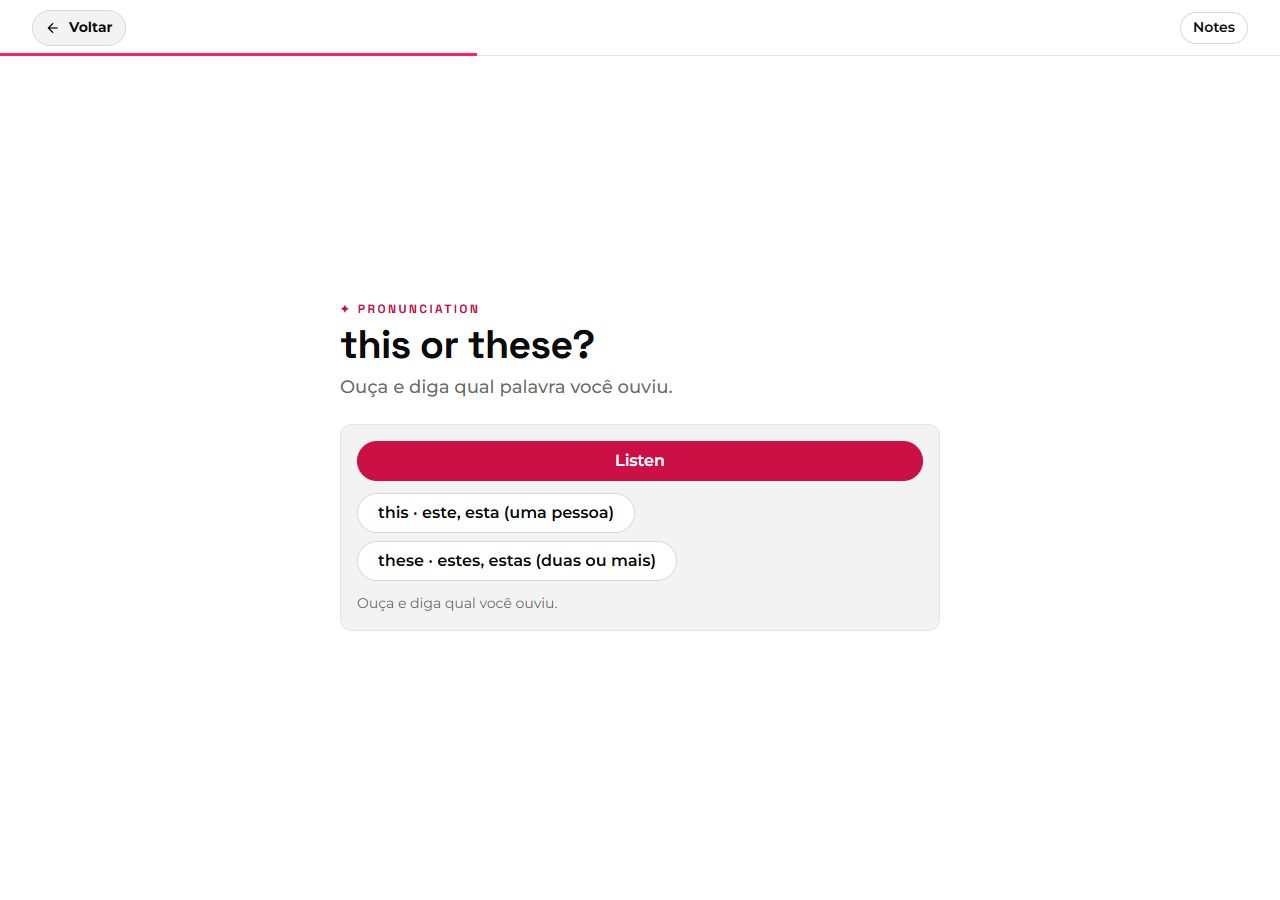 ← Voltar
Notes
✦ PRONUNCIATION
this or these?
Ouça e diga qual palavra você ouviu.
Listen
this · este, esta (uma pessoa)
these · estes, estas (duas ou mais)
Ouça e diga qual você ouviu.